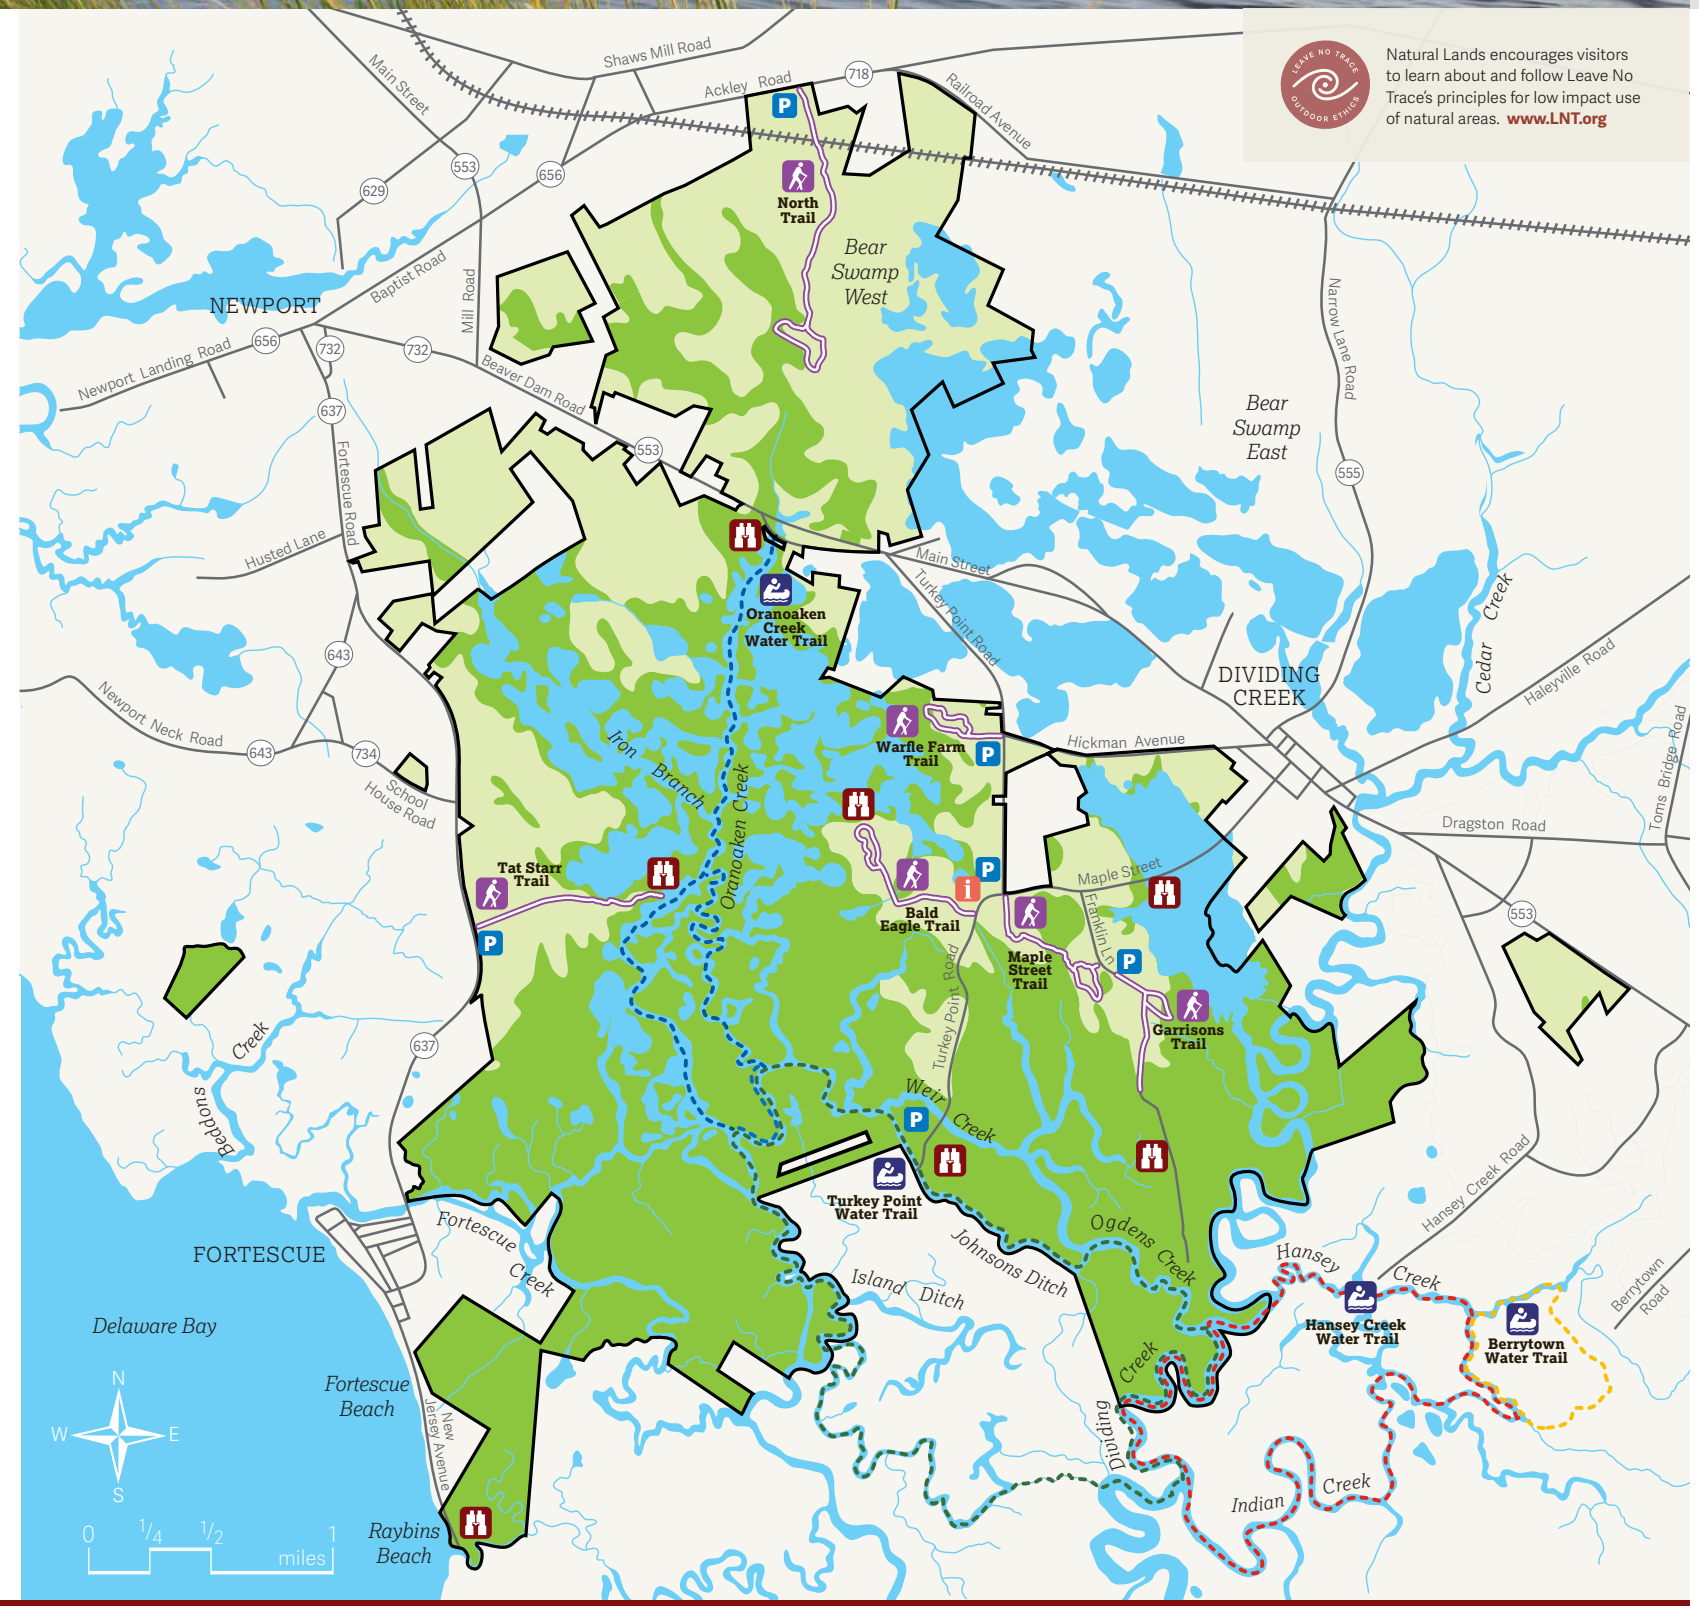 LEAVE NO TRACE
OUTDOOR ETHICS
Natural Lands encourages visitors
to learn about and follow Leave No
Trace's principles for low impact use
of natural areas. www.LNT.org
Main Street
Shaws Mill Road
Ackley Road
718
Railroad Avenue
P
553
656
629
North
Trail
Bear
Swamp
West
Baptist Road
Mill Road
NEWPORT
656
732
732
Newport Landing Road
Beaver Dam Road
Narrow Lane Road
637
Bear
Swamp
East
553
555
Fortescue Road
Husted Lane
Main Street
Turkey Point Road
Oranoaken
Creek
Water Trail
Cedar Creek
643
DIVIDING
CREEK
Haleyville Road
Newport Neck Road
643
734
School
House Road
Iron Branch
Oranoaken Creek
Warfle Farm
Trail
P
Hickman Avenue
Toms Bridge Road
Dragston Road
Tat Starr
Trail
P
P
i
Bald
Eagle Trail
Maple Street
Franklin Ln
553
Maple
Street
Trail
P
Turkey Point Road
Garrisons
Trail
637
Creek
Beddons
Weir Creek
P
Turkey Point
Water Trail
Hansey Creek Road
FORTESCUE
Fortescue
Creek
Johnsons Ditch
Island Ditch
Ogdens Creek
Hansey Creek
Hansey Creek
Water Trail
Berrytown
Water Trail
Berrytown
Road
Delaware Bay
Fortescue
Beach
New
Jersey Avenue
Creek
Dividing
Indian Creek
N
W
E
S
0
1/4
1/2
1
miles
Raybins
Beach